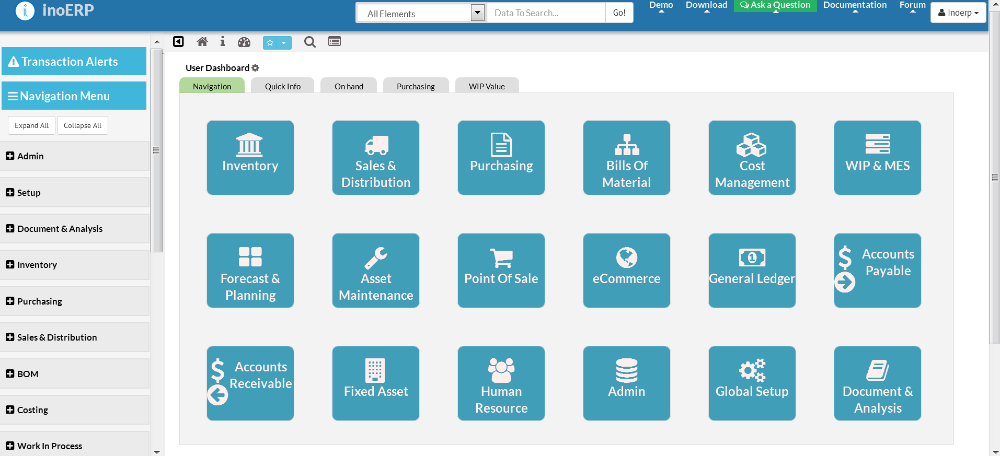 inoERP
All Elements
Data To Search...
Go!
Demo
Download
Ask a Question
Documentation
Forum
Inoerp
Transaction Alerts
Navigation Menu
Expand All
Collapse All
Admin
Setup
Document & Analysis
Inventory
Purchasing
Sales & Distribution
BOM
Costing
Work In Process
User Dashboard
Navigation
Quick Info
On hand
Purchasing
WIP Value
Inventory
Sales &
Distribution
Purchasing
Bills Of
Material
Cost
Management
WIP & MES
Forecast &
Planning
Asset
Maintenance
Point Of Sale
eCommerce
General Ledger
Accounts
Payable
Accounts
Receivable
Fixed Asset
Human
Resource
Admin
Global Setup
Document &
Analysis